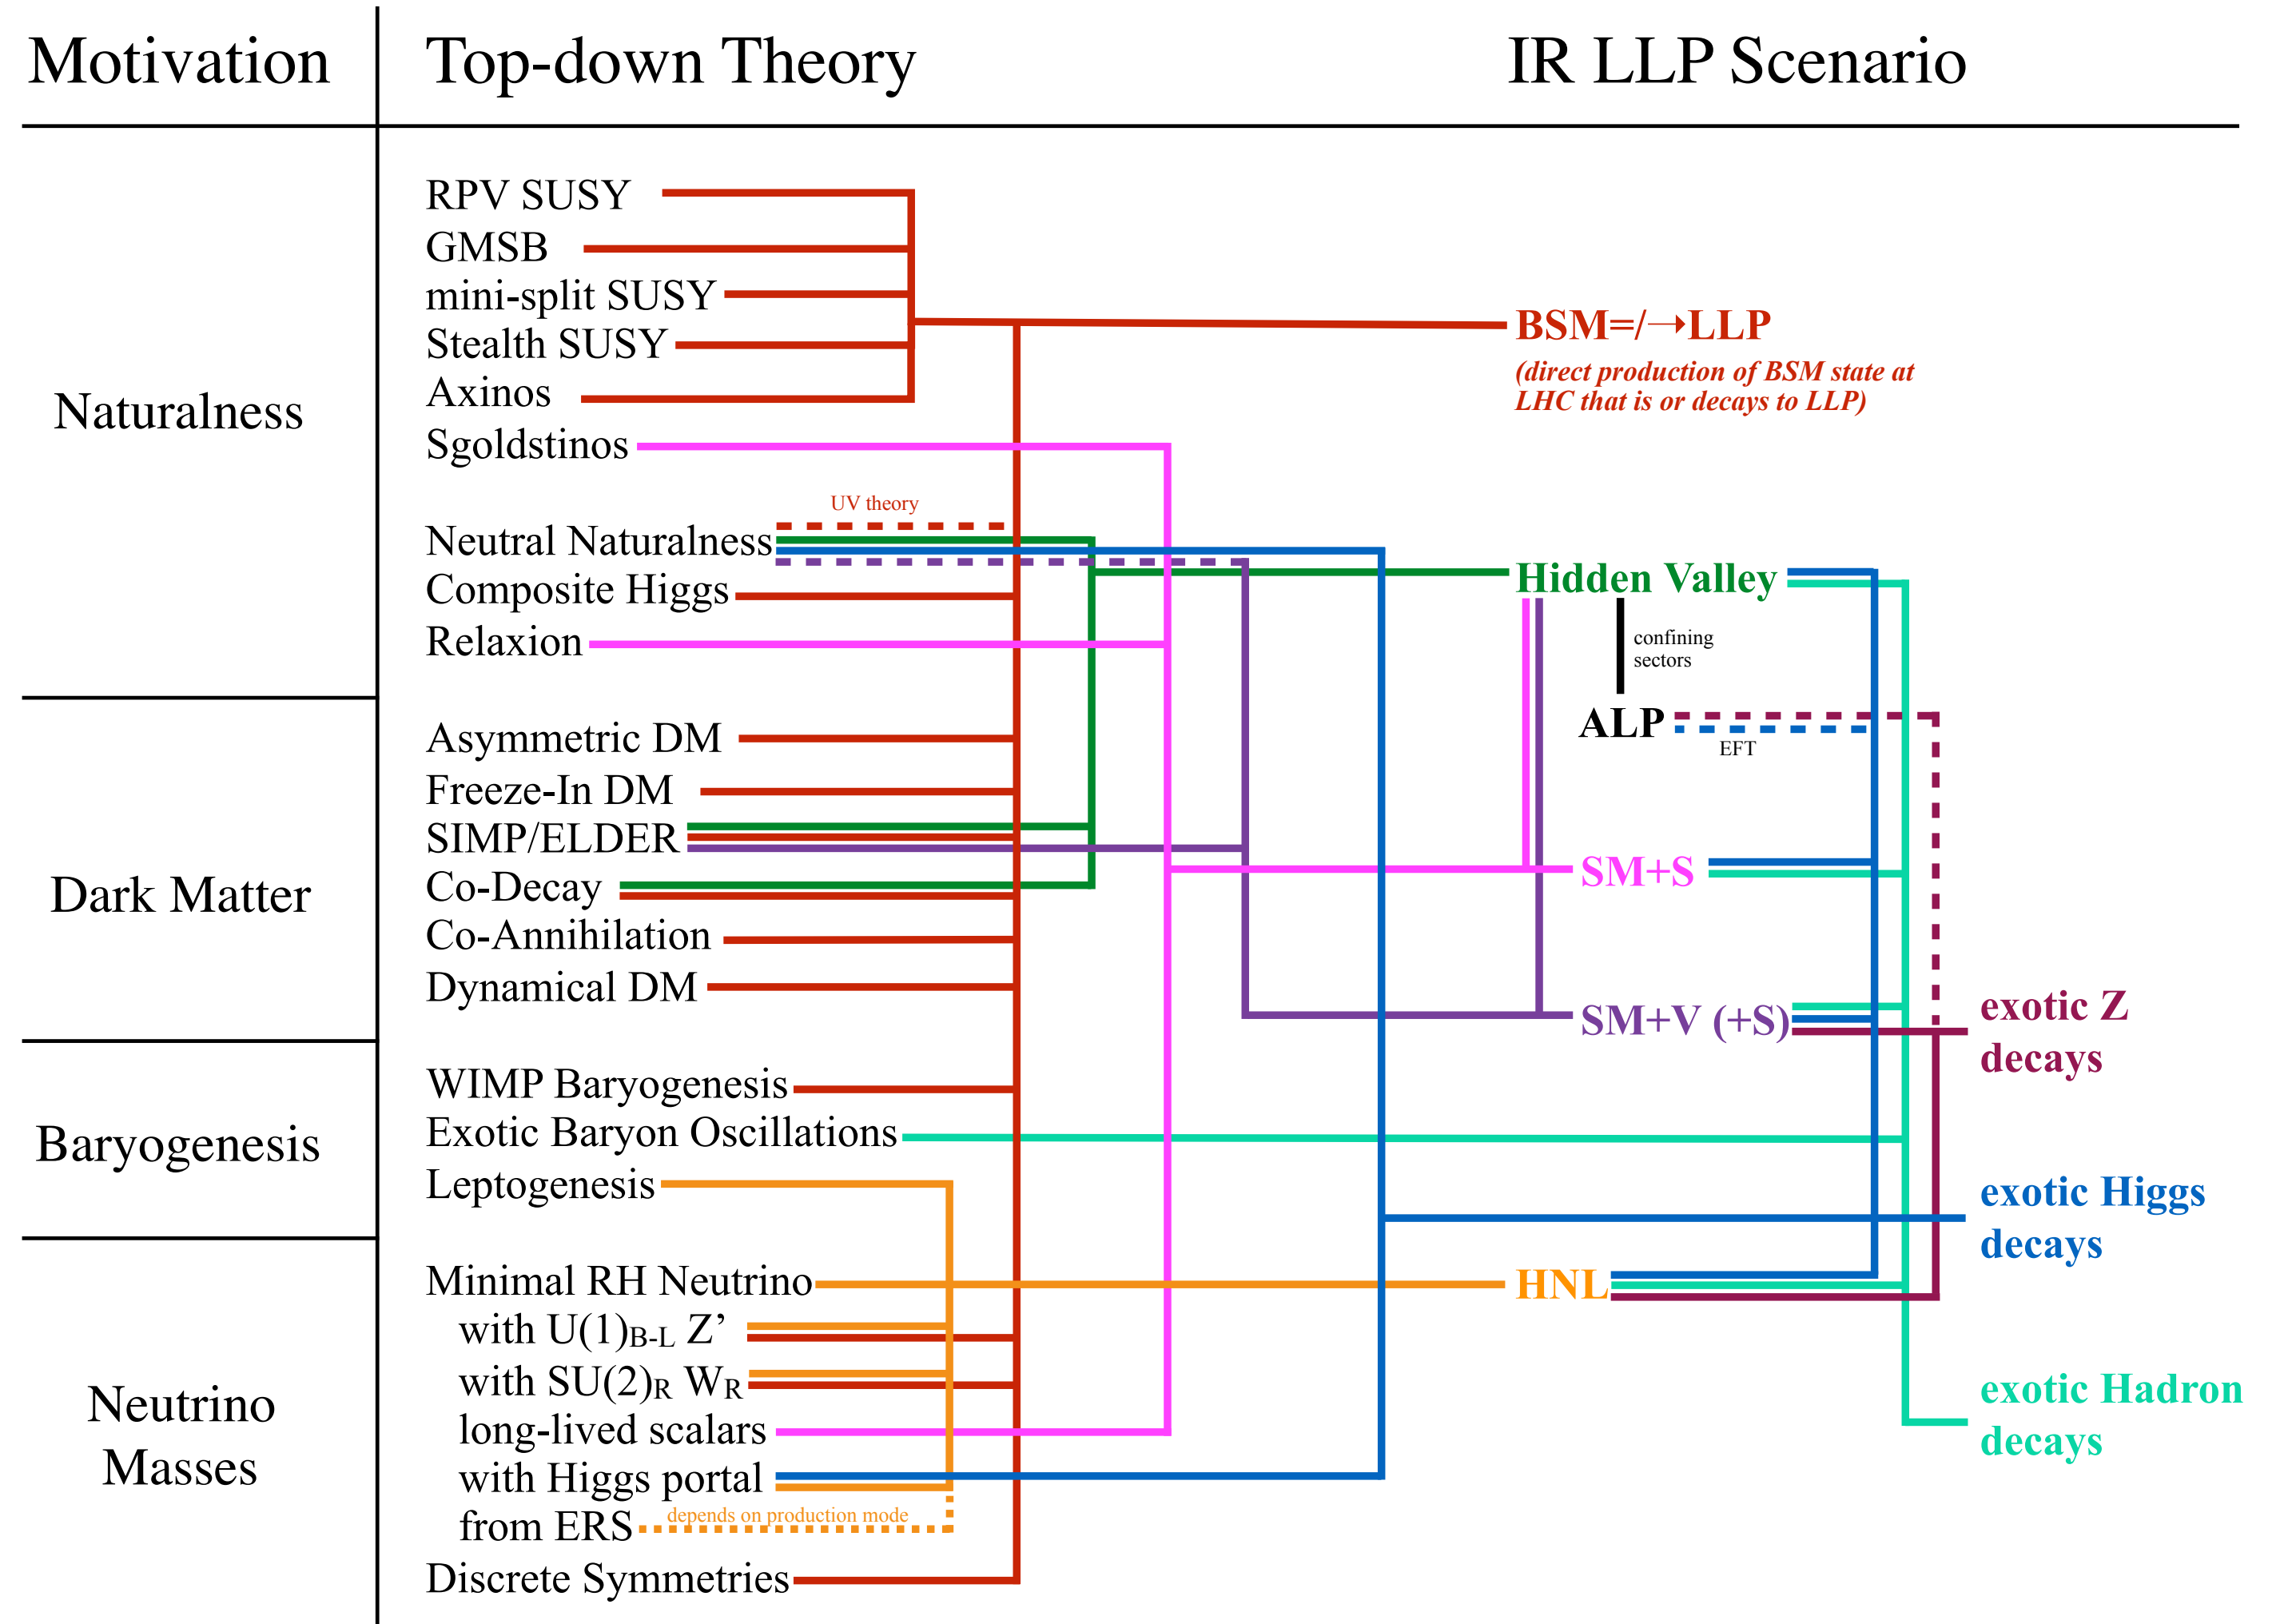 Motivation
Top-down Theory
IR LLP Scenario
Naturalness
RPV SUSY
GMSB
mini-split SUSY
Stealth SUSY
Axinos
Sgoldstinos
UV theory
Neutral Naturalness
Composite Higgs
Relaxion
Dark Matter
Asymmetric DM
Freeze-In DM
SIMP/ELDER
Co-Decay
Co-Annihilation
Dynamical DM
Baryogenesis
WIMP Baryogenesis
Exotic Baryon Oscillations
Leptogenesis
Neutrino
Masses
Minimal RH Neutrino
with U(1)B-L Z’
with SU(2)R WR
long-lived scalars
with Higgs portal
from ERS
depends on production mode
Discrete Symmetries
BSM=/→LLP
(direct production of BSM state at
LHC that is or decays to LLP)
Hidden Valley
confining
sectors
ALP
EFT
SM+S
SM+V (+S)
HNL
exotic Z
decays
exotic Higgs
decays
exotic Hadron
decays